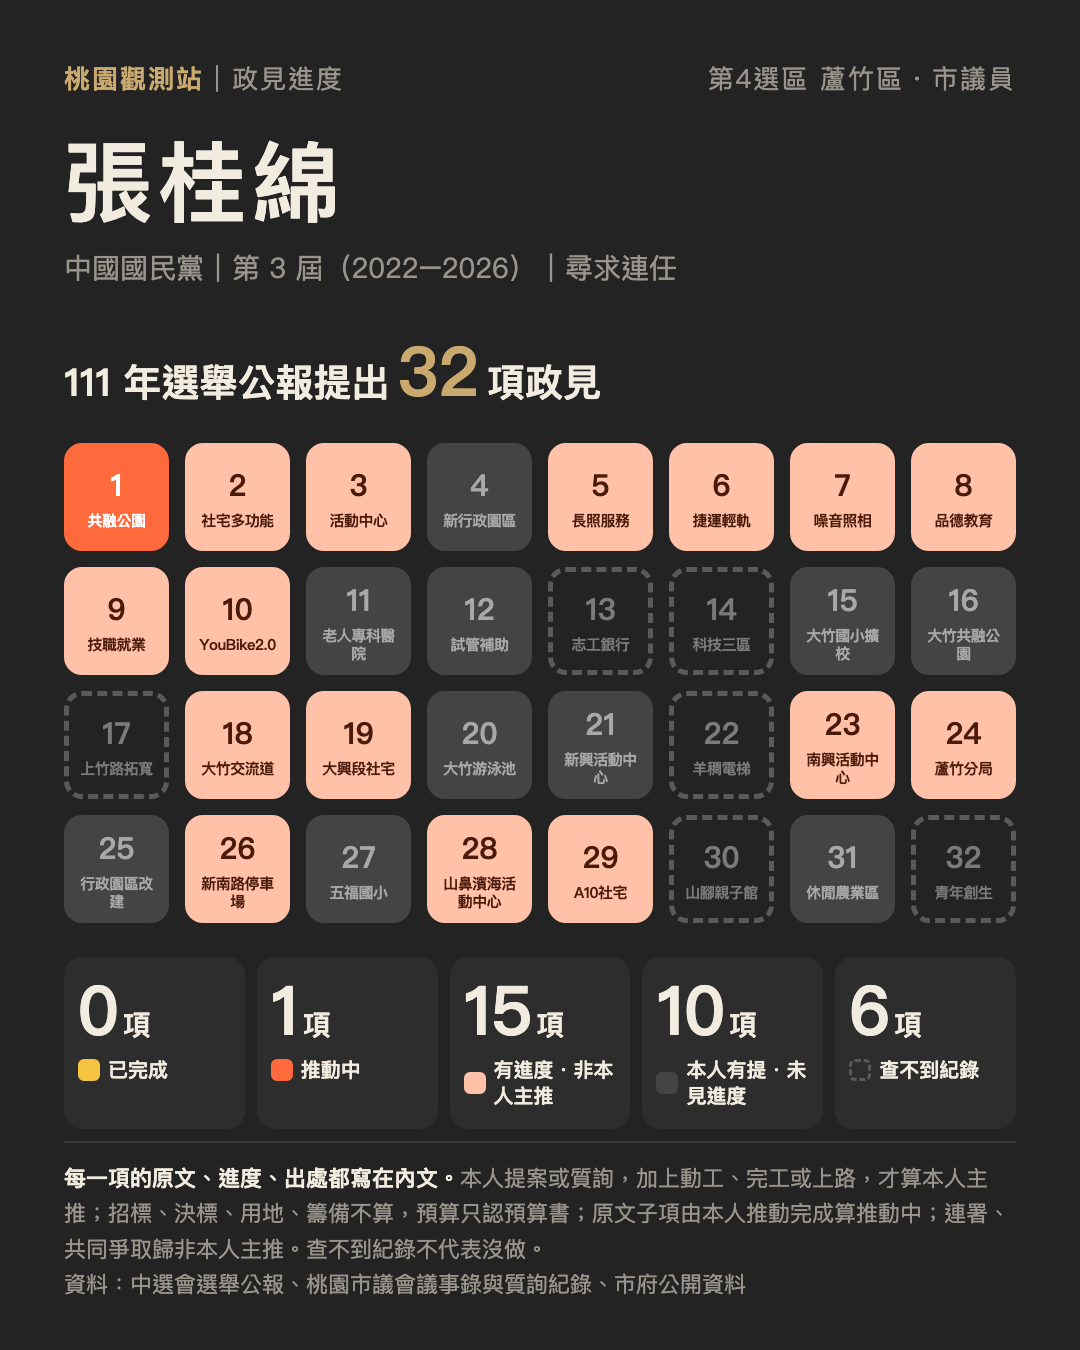 桃園觀測站｜政見進度
第4選區 蘆竹區・市議員
張桂綿
中國國民黨｜第 3 屆（2022–2026）｜尋求連任
111 年選舉公報提出 32 項政見
1
共融公園
2
社宅多功能
3
活動中心
4
新行政園區
5
長照服務
6
捷運輕軌
7
噪音照相
8
品德教育
9
技職就業
10
YouBike2.0
11
老人專科醫
院
12
試管補助
13
志工銀行
14
科技三區
15
大竹國小擴
校
16
大竹共融公
園
17
上竹路拓寬
18
大竹交流道
19
大興段社宅
20
大竹游泳池
21
新興活動中
心
22
羊稠電梯
23
南興活動中
心
24
蘆竹分局
25
行政園區改
建
26
新南路停車
場
27
五福國小
28
山鼻濱海活
動中心
29
A10社宅
30
山腳親子館
31
休閒農業區
32
青年創生
0項
已完成
1項
推動中
15項
有進度・非本
人主推
10項
本人有提・未
見進度
6項
查不到紀錄
每一項的原文、進度、出處都寫在內文。本人提案或質詢，加上動工、完工或上路，才算本人主
推；招標、決標、用地、籌備不算，預算只認預算書；原文子項由本人推動完成算推動中；連署、
共同爭取歸非本人主推。查不到紀錄不代表沒做。
資料：中選會選舉公報、桃園市議會議事錄與質詢紀錄、市府公開資料